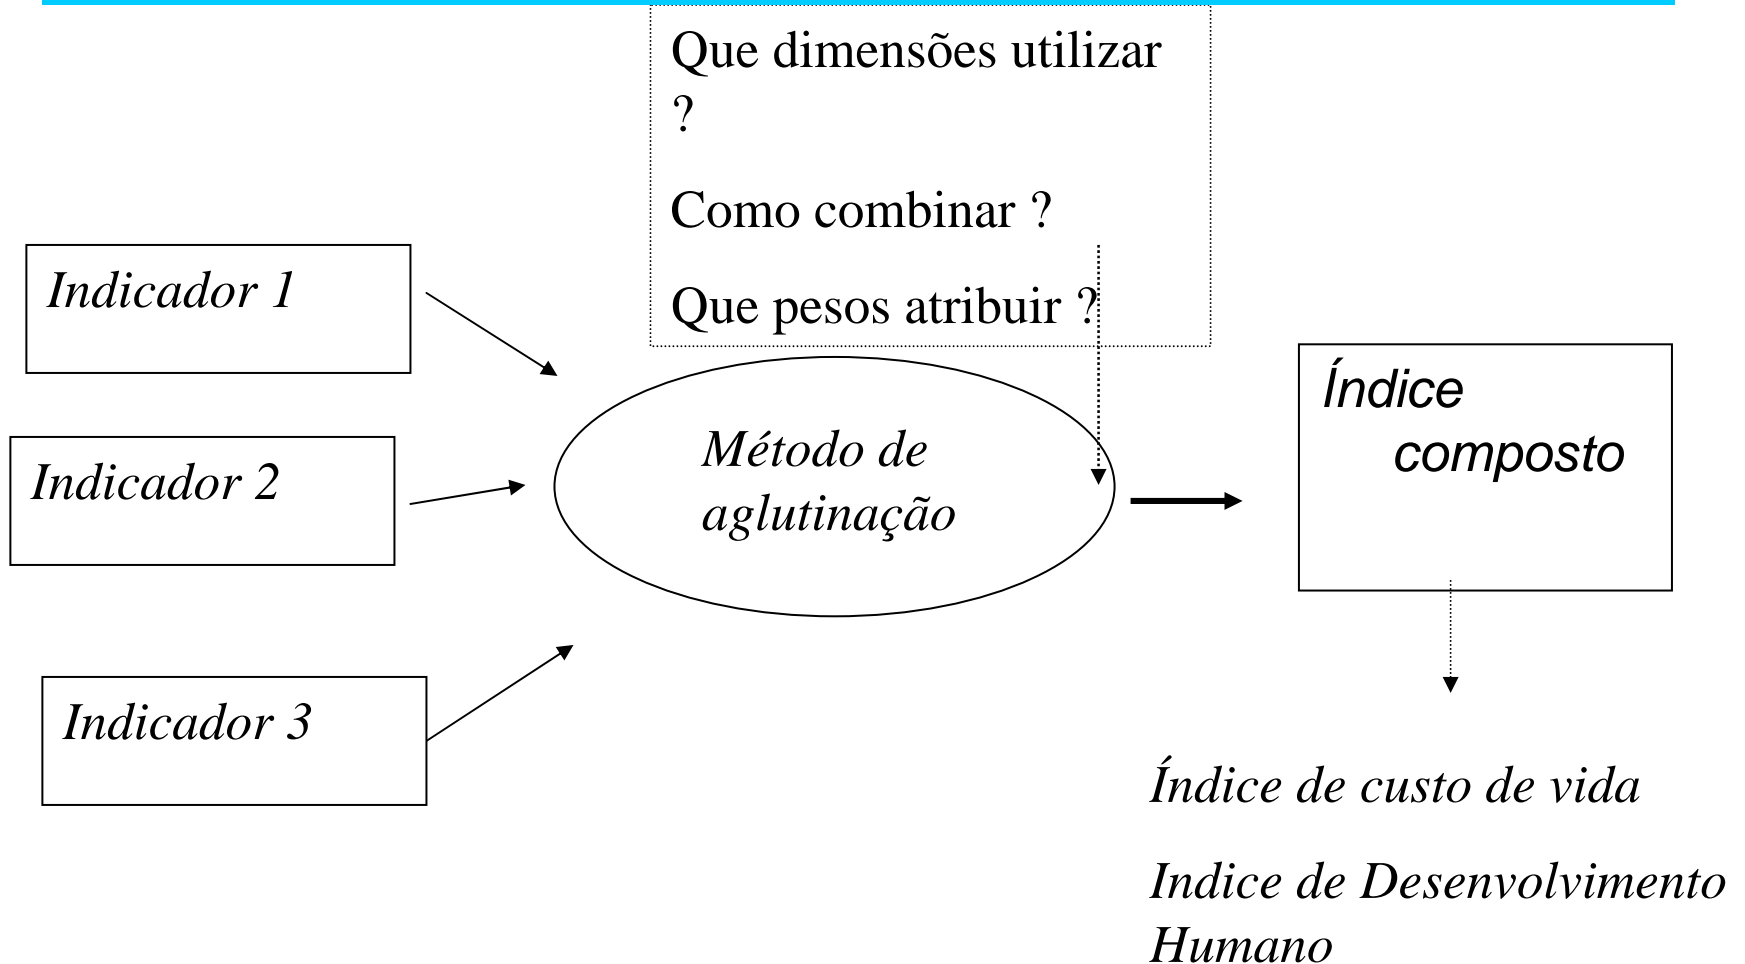 Que dimensões utilizar
?
Como combinar ?
Que pesos atribuir ?
Indicador 1
Indicador 2
Indicador 3
Método de
aglutinação
Índice
composto
Índice de custo de vida
Indice de Desenvolvimento
Humano